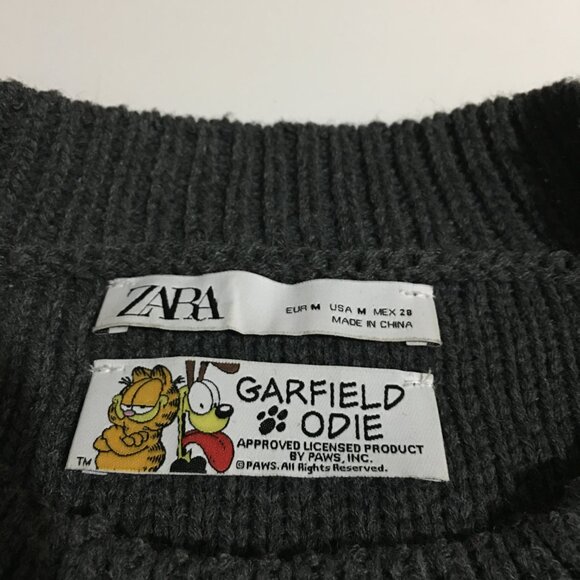 ZARA
EUR M USA M MEX 28
MADE IN CHINA
GARFIELD
ODIE
APPROVED LICENSED PRODUCT
BY PAWS, INC.
©PAWS. All Rights Reserved.
TM